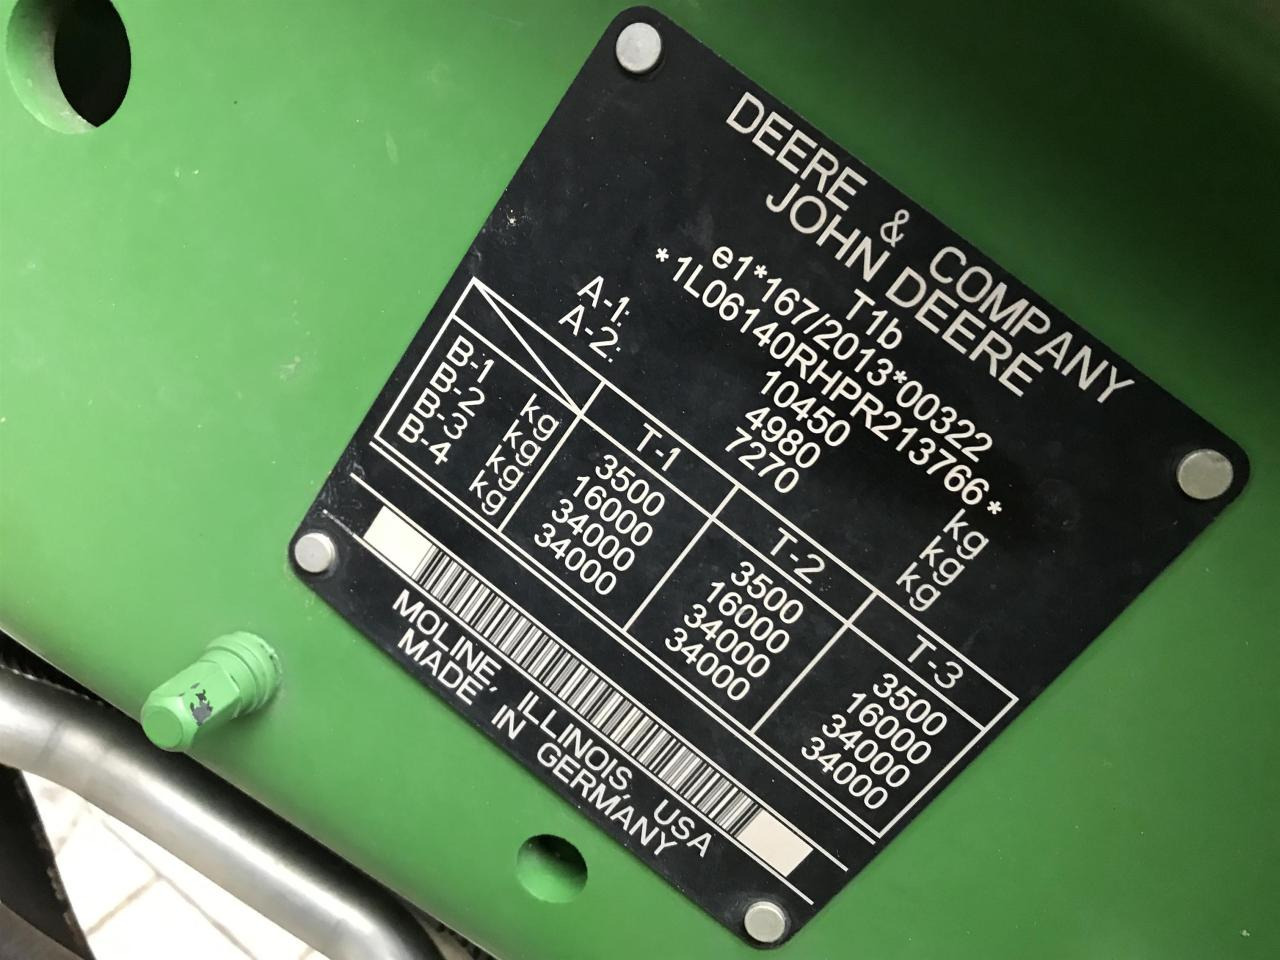 DEERE & COMPANY
JOHN DEERE
T1b
e1*167/2013*00322
*1L06140RHPR213766*
10450 kg
A-1: 4980 kg
A-2: 7270 kg
T-1 T-2 T-3
B-1 kg 3500 3500 3500
B-2 kg 16000 16000 16000
B-3 kg 34000 34000 34000
B-4 kg 34000 34000 34000
MOLINE, ILLINOIS, USA
MADE IN GERMANY